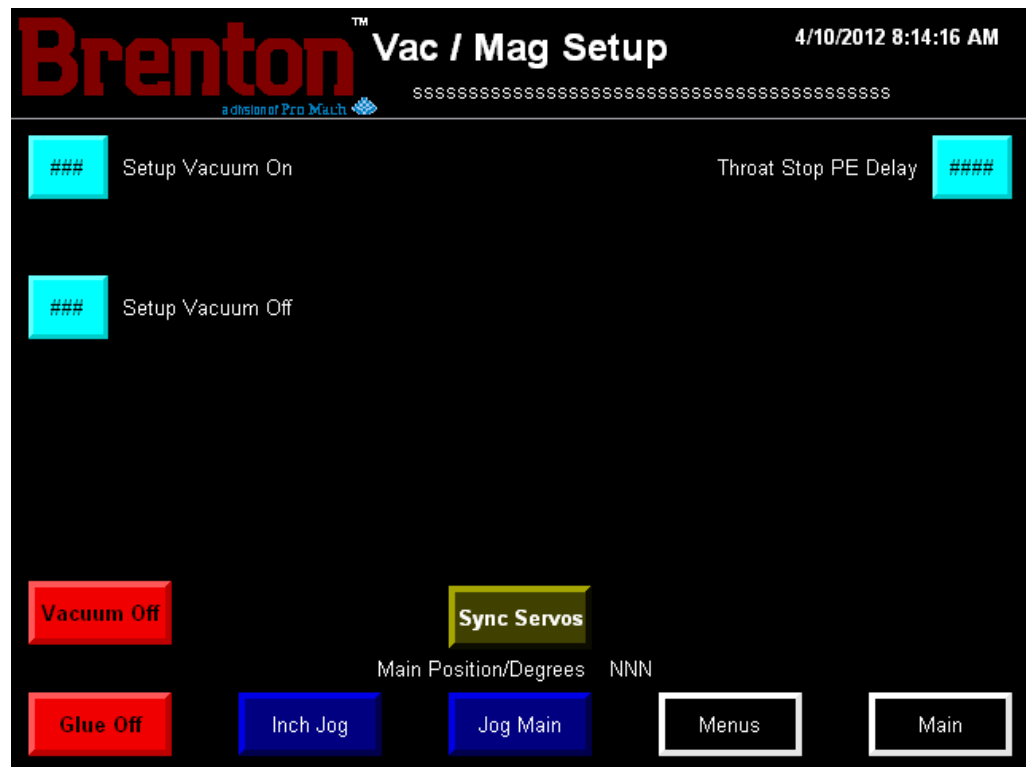 Brenton™
a division of Pro Mach
Vac / Mag Setup
4/10/2012 8:14:16 AM
sssssssssssssssssssssssssssssssssssssssssss
### Setup Vacuum On
Throat Stop PE Delay ####
### Setup Vacuum Off
Vacuum Off
Sync Servos
Main Position/Degrees NNN
Glue Off
Inch Jog
Jog Main
Menus
Main